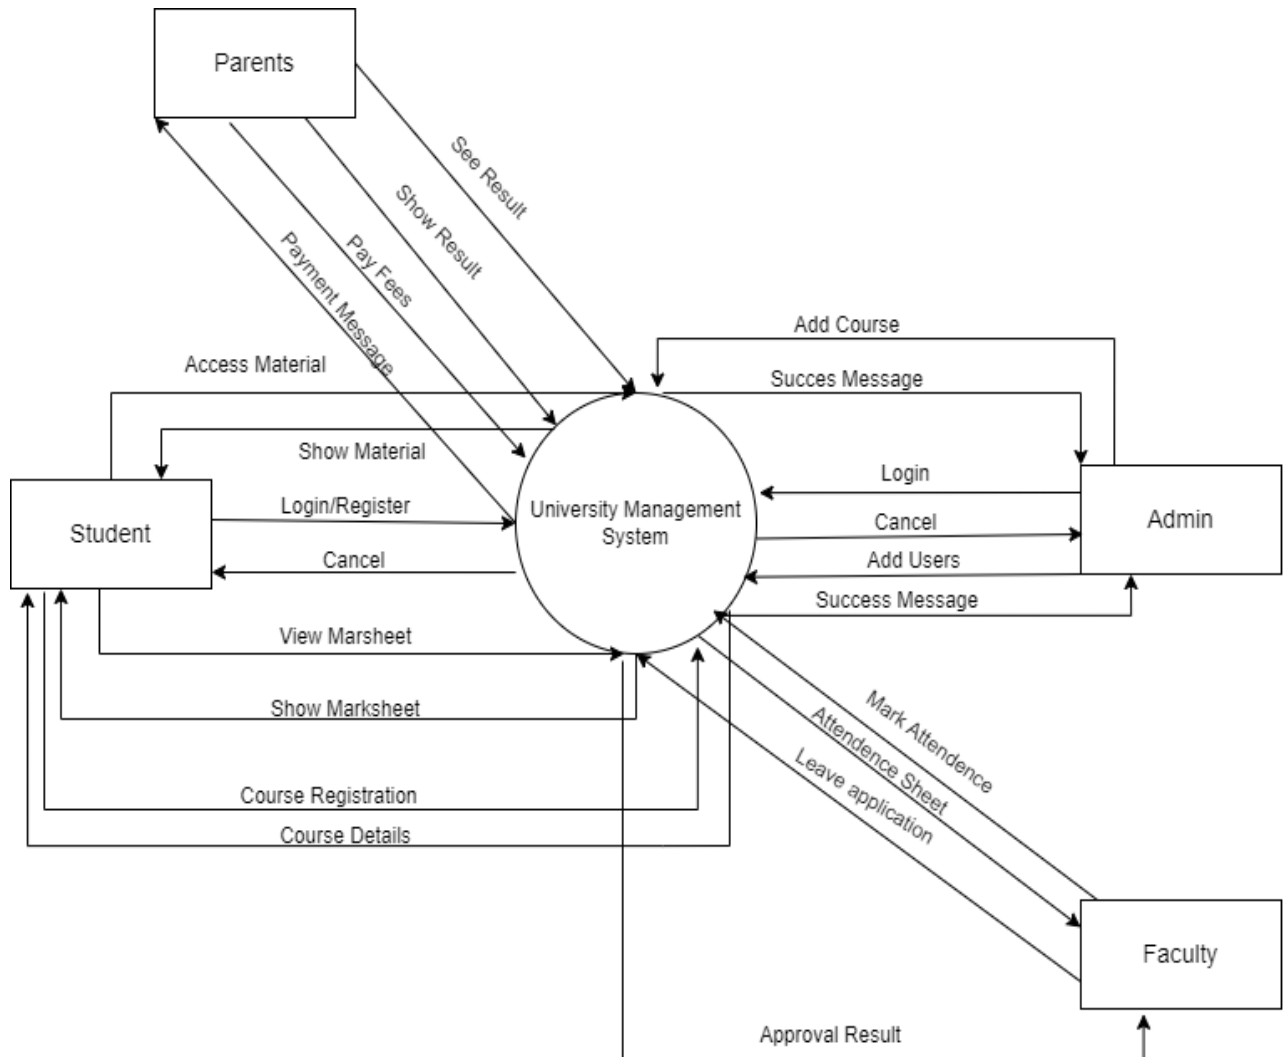 Parents
See Result
Show Result
Pay Fees
Payment Message
Add Course
Access Material
Succes Message
Show Material
Login
Login/Register
University Management
System
Student
Admin
Cancel
Cancel
Add Users
Success Message
View Marsheet
Show Marksheet
Mark Attendence
Attendence Sheet
Leave application
Course Registration
Course Details
Faculty
Approval Result